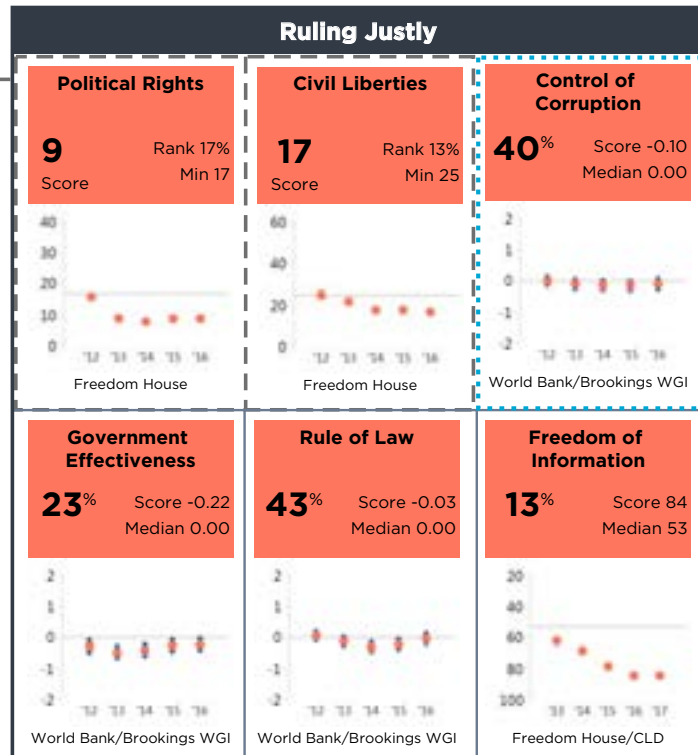 Ruling Justly
Political Rights
9
Score
Rank 17%
Min 17
40
30
20
10
0
'12 '13 '14 '15 '16
Freedom House
Civil Liberties
17
Score
Rank 13%
Min 25
60
40
20
0
'12 '13 '14 '15 '16
Freedom House
Control of
Corruption
40%
Score -0.10
Median 0.00
2
1
0
-1
-2
'12 '13 '14 '15 '16
World Bank/Brookings WGI
Government
Effectiveness
23%
Score -0.22
Median 0.00
2
1
0
-1
-2
'12 '13 '14 '15 '16
World Bank/Brookings WGI
Rule of Law
43%
Score -0.03
Median 0.00
2
1
0
-1
-2
'12 '13 '14 '15 '16
World Bank/Brookings WGI
Freedom of
Information
13%
Score 84
Median 53
20
60
80
100
'13 '14 '15 '16 '17
Freedom House/CLD